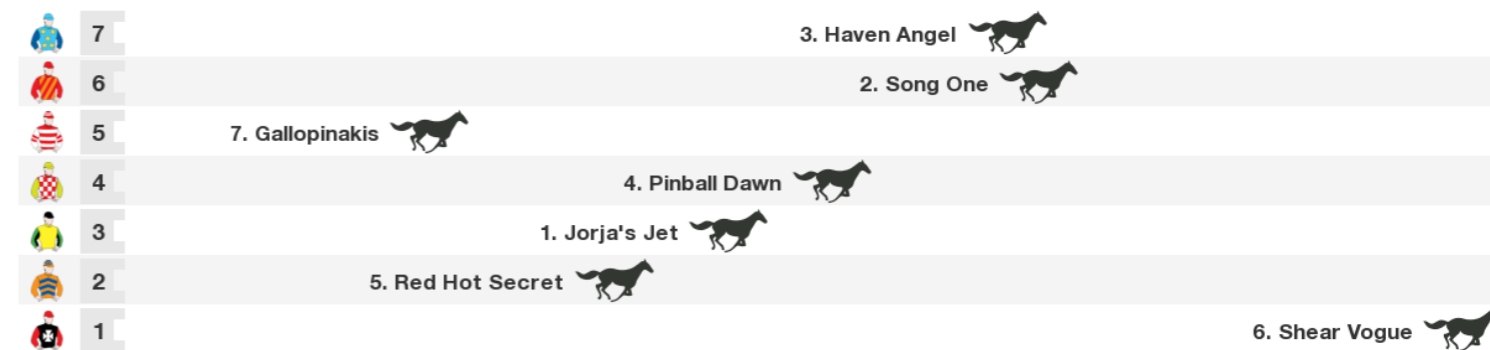 7 3. Haven Angel
6 2. Song One
5 7. Gallopinakis
4 4. Pinball Dawn
3 1. Jorja's Jet
2 5. Red Hot Secret
1 6. Shear Vogue